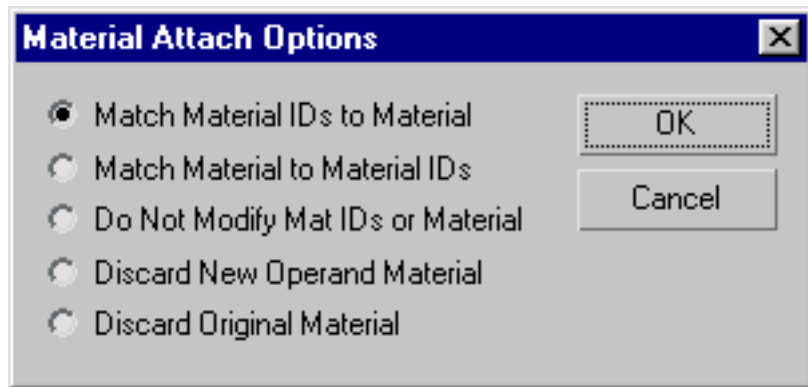 Material Attach Options
Match Material IDs to Material
OK
Match Material to Material IDs
Cancel
Do Not Modify Mat IDs or Material
Discard New Operand Material
Discard Original Material